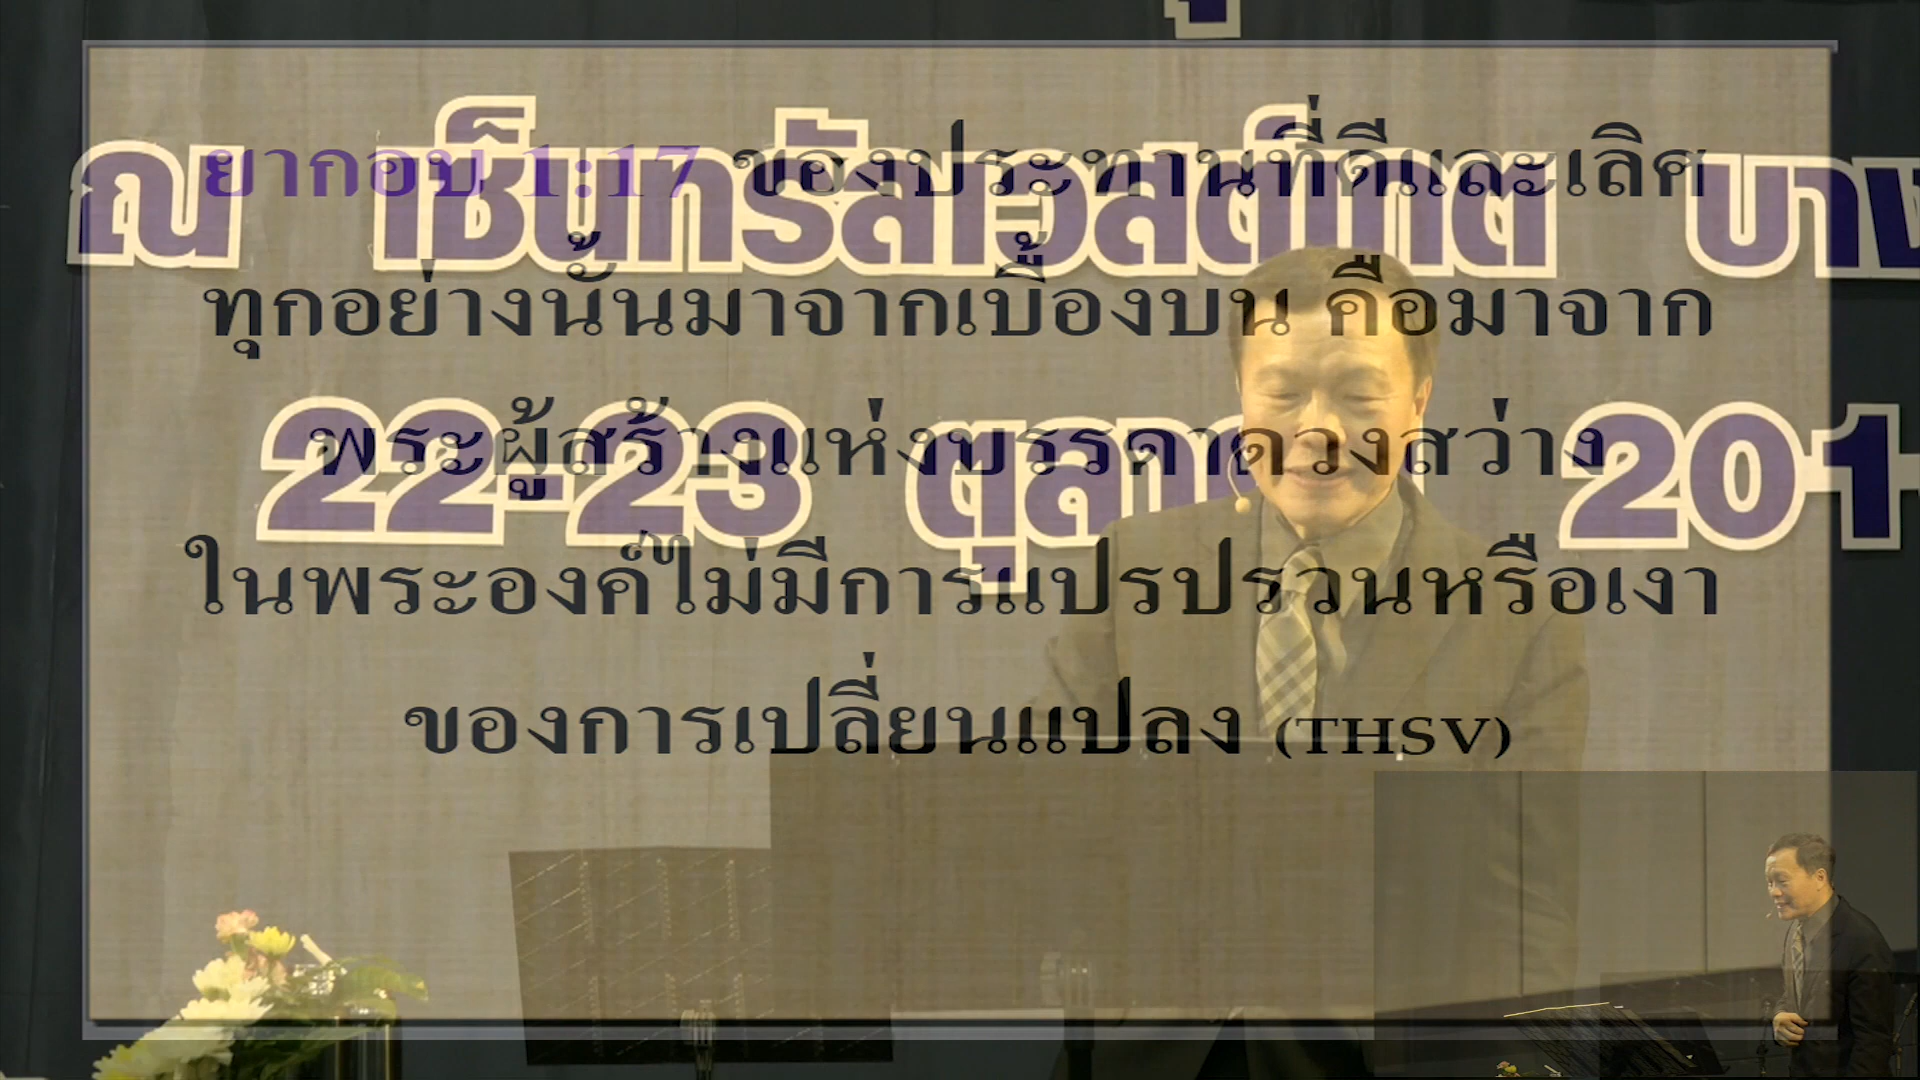 ณ เซ็นทรัลเวสต์เกต
22-23
ยากอบ 1:17 ของประทานที่ดีและเลิศ
ทุกอย่างนั้นมาจากเบื้องบน คือมาจาก
พระผู้สร้างแห่งบรรดาดวงสว่าง
ในพระองค์ไม่มีการแปรปรวนหรือเงา
ของการเปลี่ยนแปลง (THSV)